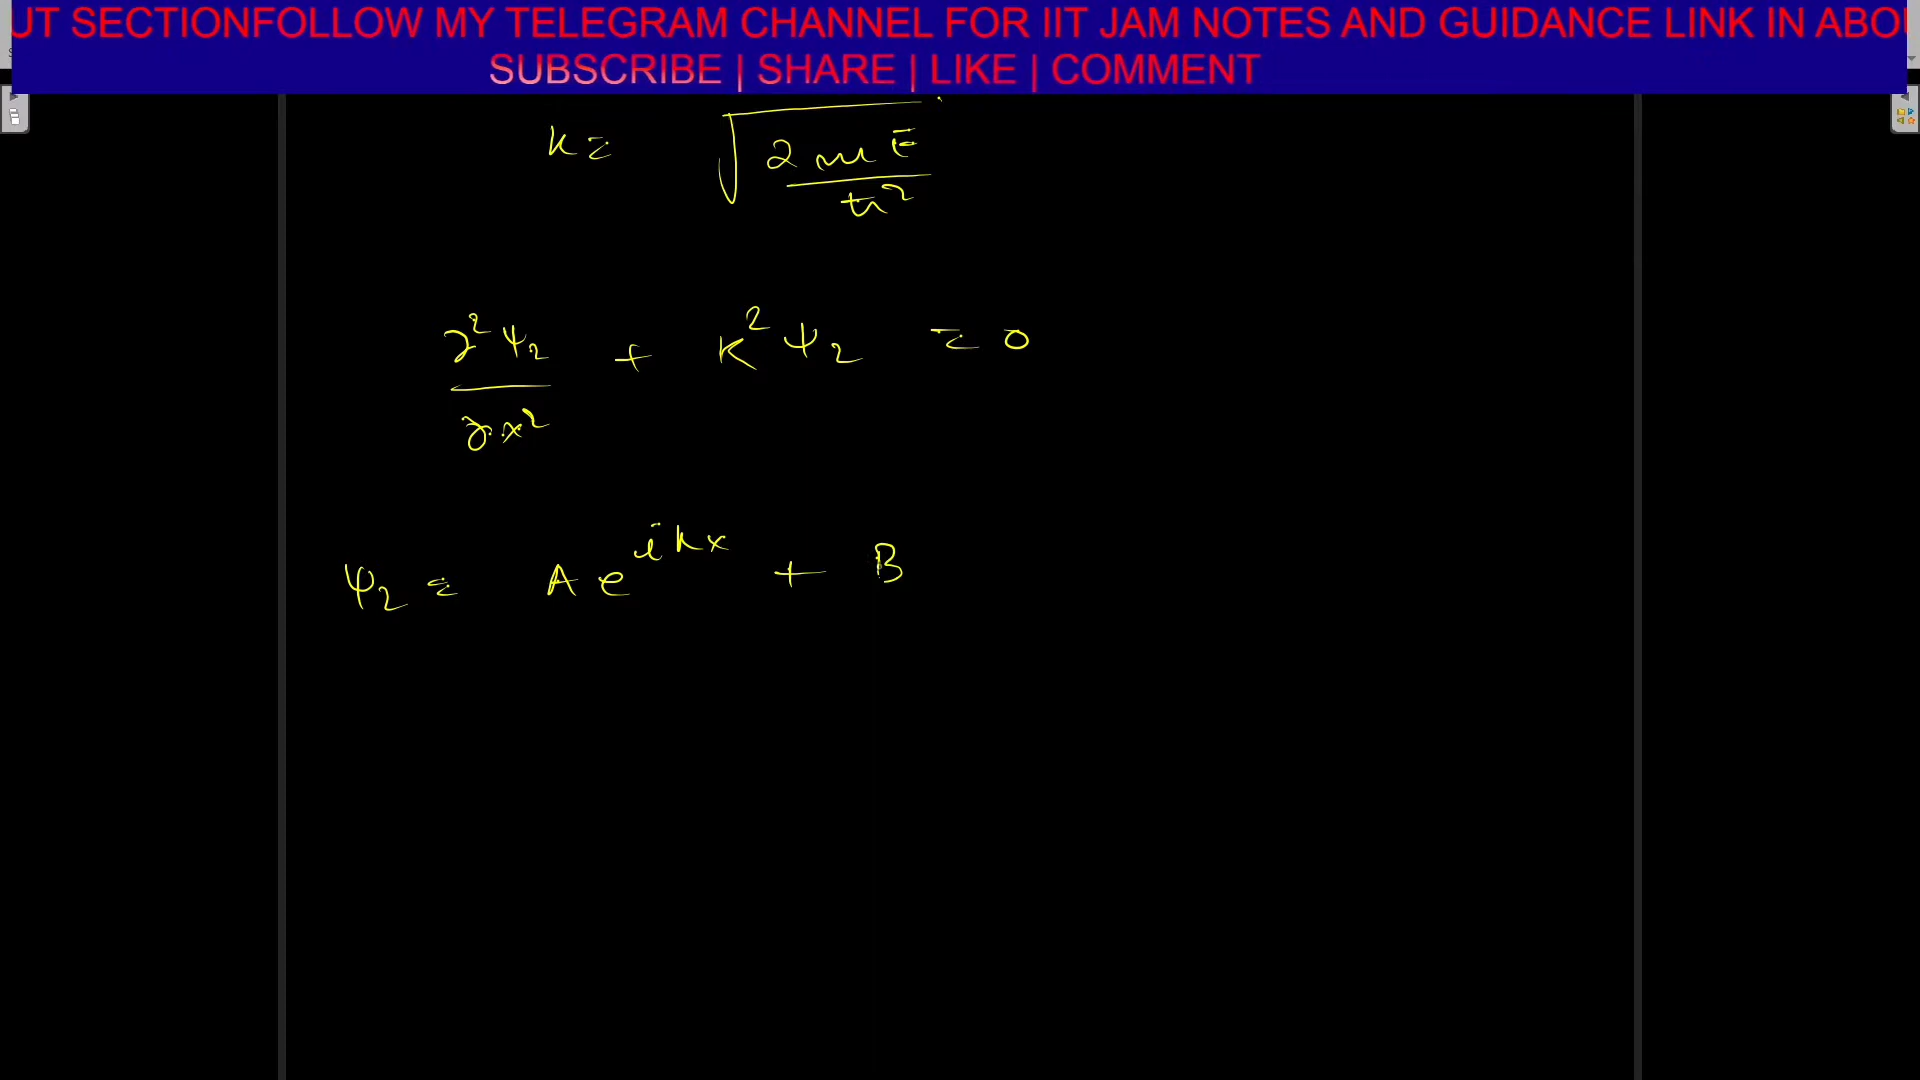 UT SECTIONFOLLOW MY TELEGRAM CHANNEL FOR IIT JAM NOTES AND GUIDANCE LINK IN ABOU
SUBSCRIBE | SHARE | LIKE | COMMENT
k = √(2mE/ħ²)
∂²ψ₂/∂x² + k²ψ₂ = 0
ψ₂ = A e^{ikx} + B